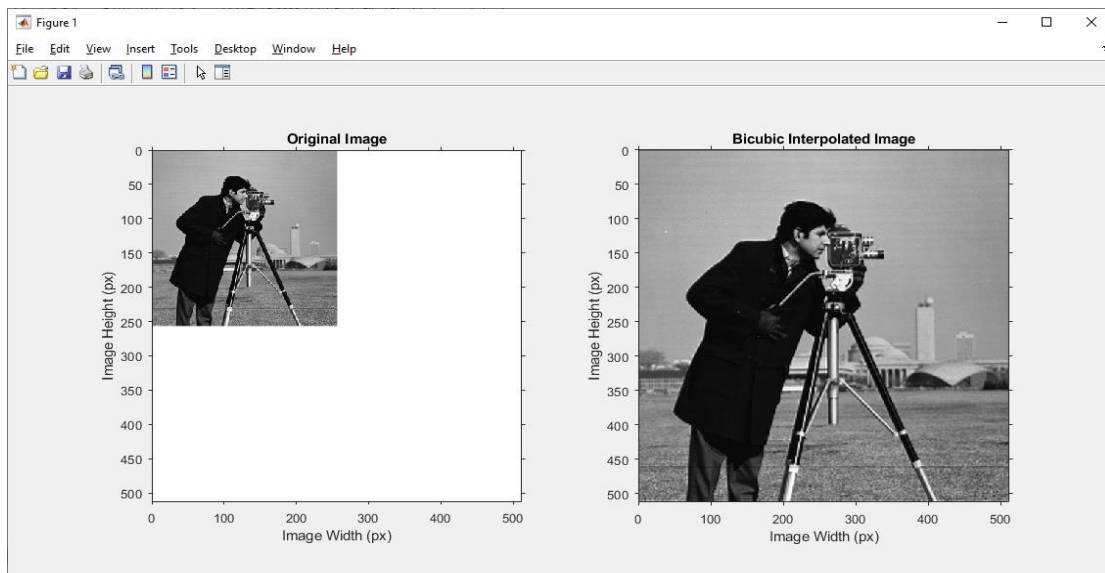 Figure 1
File Edit View Insert Tools Desktop Window Help
Original Image
0
50
100
150
200
250
300
350
400
450
500
Image Height (px)
0 100 200 300 400 500
Image Width (px)
Bicubic Interpolated Image
0
50
100
150
200
250
300
350
400
450
500
Image Height (px)
0 100 200 300 400 500
Image Width (px)